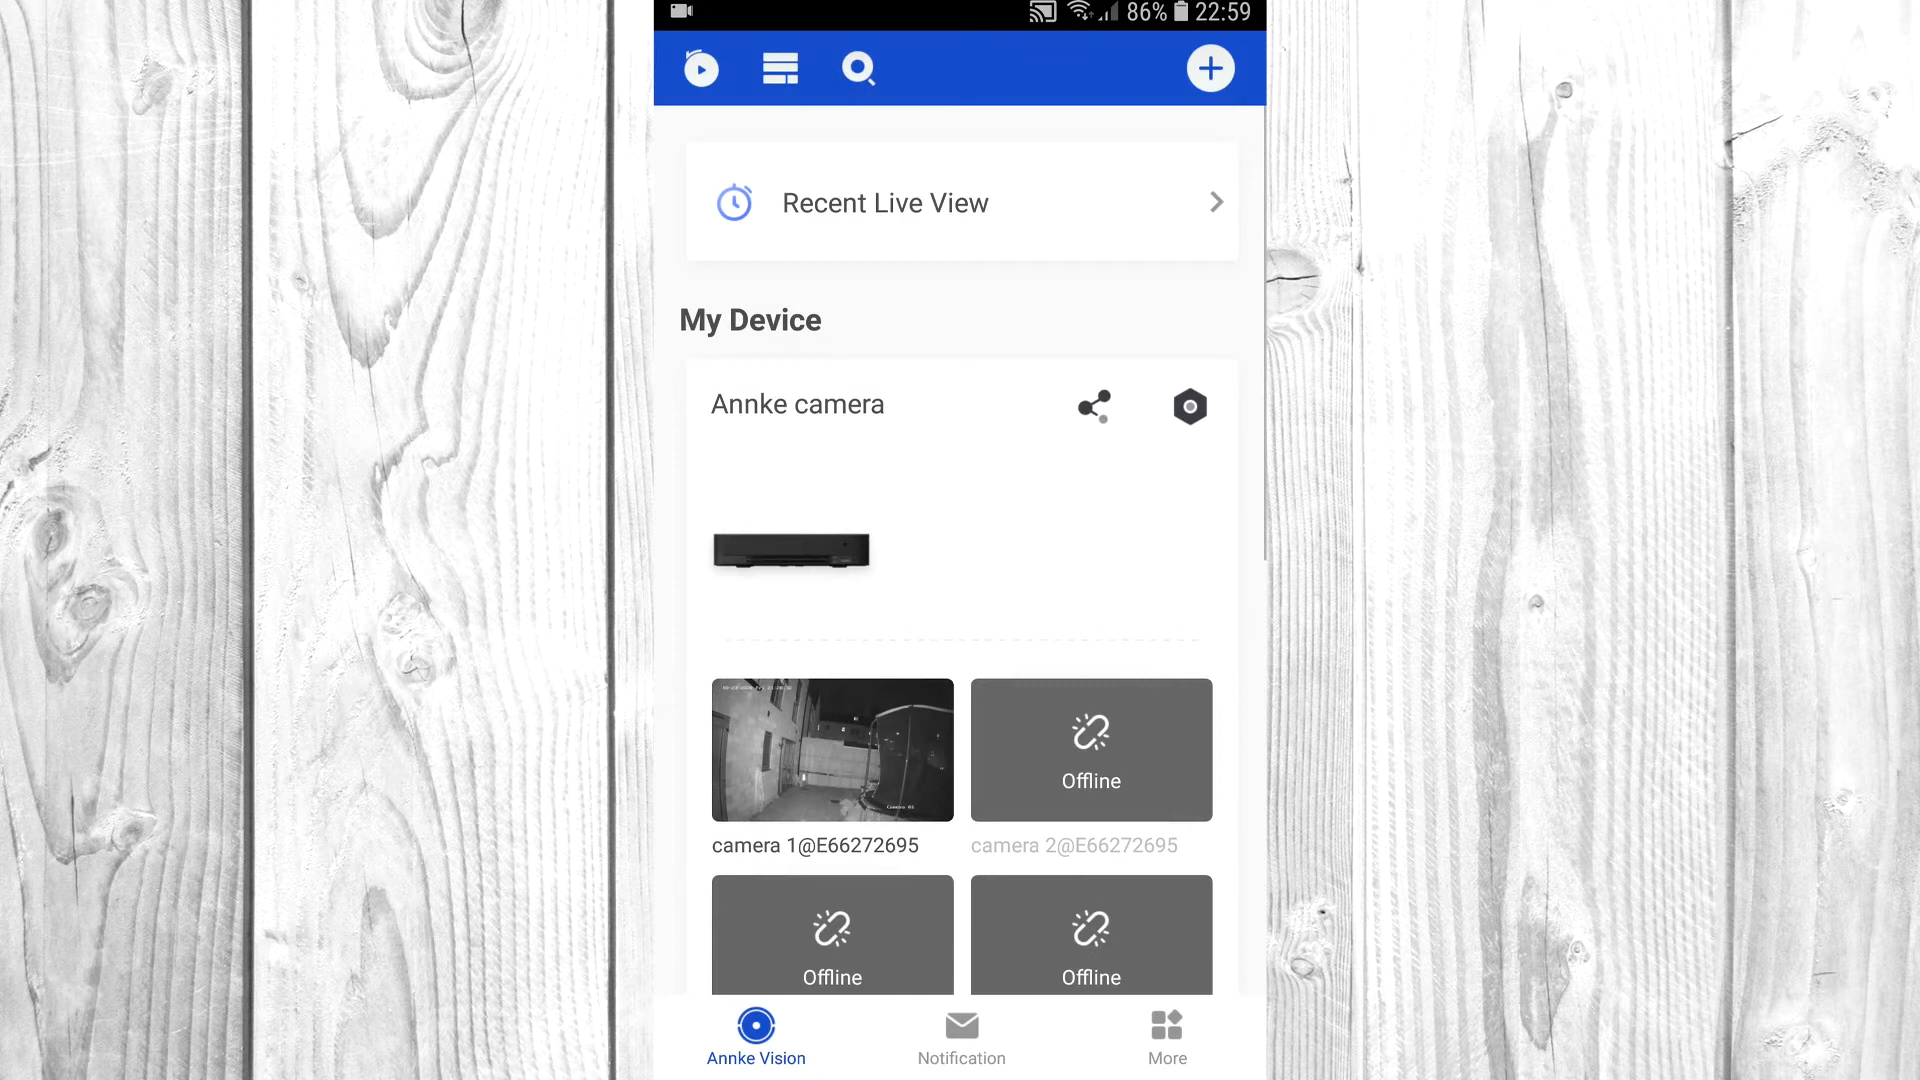 86% 22:59
Recent Live View
My Device
Annke camera
Offline
camera 1@E66272695
camera 2@E66272695
Offline
Offline
Annke Vision
Notification
More